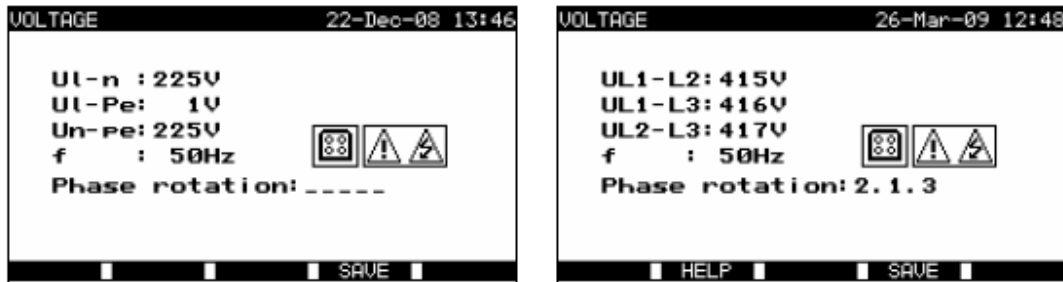 VOLTAGE 22-Dec-08 13:46
Ul-n :225V
Ul-Pe: 1V
Un-pe:225V
f : 50Hz
Phase rotation:_____
SAVE
VOLTAGE 26-Mar-09 12:48
UL1-L2:415V
UL1-L3:416V
UL2-L3:417V
f : 50Hz
Phase rotation:2.1.3
HELP SAVE